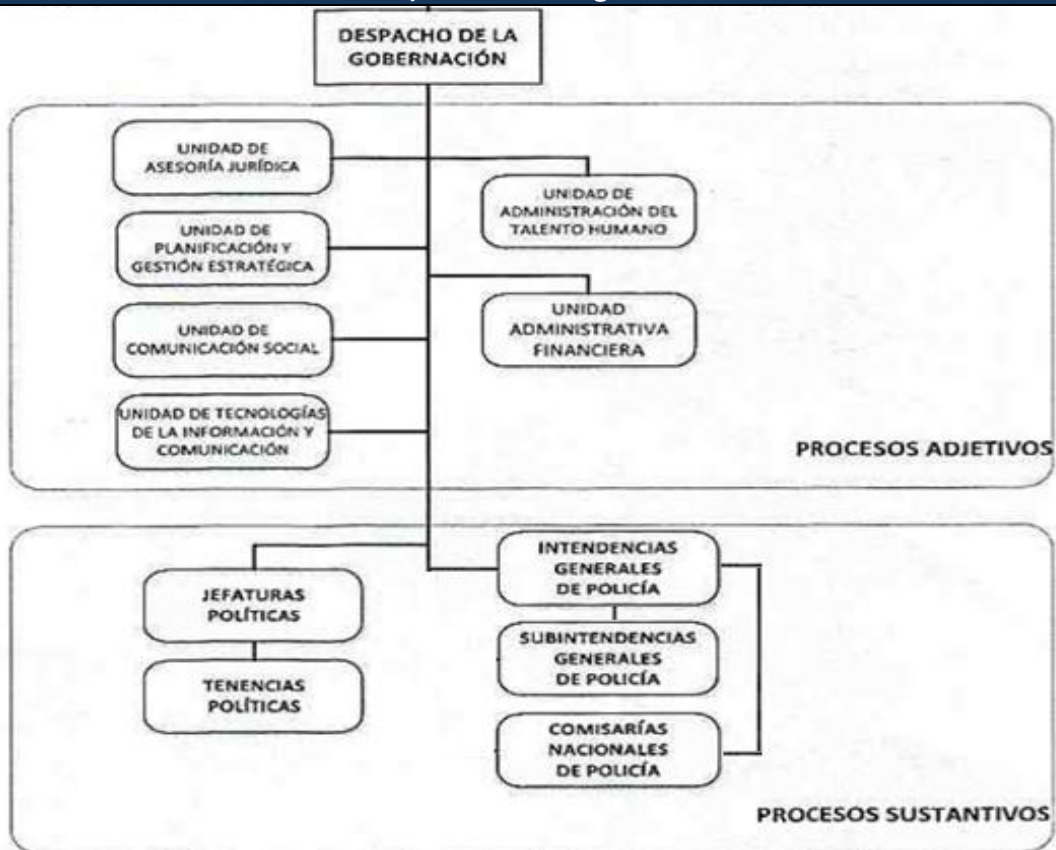 DESPACHO DE LA
GOBERNACIÓN
UNIDAD DE
ASESORÍA JURÍDICA
UNIDAD DE
ADMINISTRACIÓN DEL
TALENTO HUMANO
UNIDAD DE
PLANIFICACIÓN Y
GESTIÓN ESTRATÉGICA
UNIDAD
ADMINISTRATIVA
FINANCIERA
UNIDAD DE
COMUNICACIÓN SOCIAL
UNIDAD DE TECNOLOGÍAS
DE LA INFORMACIÓN Y
COMUNICACIÓN
PROCESOS ADJETIVOS
JEFATURAS
POLÍTICAS
TENENCIAS
POLÍTICAS
INTENDENCIAS
GENERALES
DE POLICÍA
SUBINTENDENCIAS
GENERALES
DE POLICÍA
COMISARÍAS
NACIONALES
DE POLICÍA
PROCESOS SUSTANTIVOS